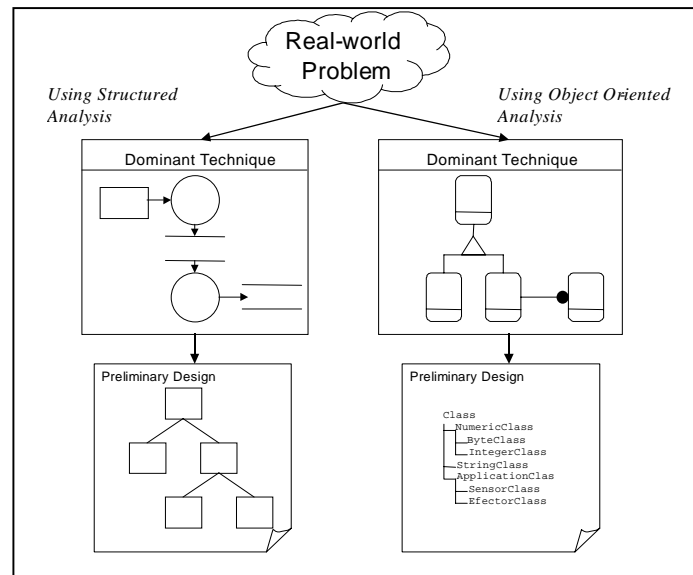 Real-world
Problem
Using Structured
Analysis
Using Object Oriented
Analysis
Dominant Technique
Dominant Technique
Preliminary Design
Preliminary Design
Class
NumericClass
ByteClass
IntegerClass
StringClass
ApplicationClas
SensorClass
EfectorClass